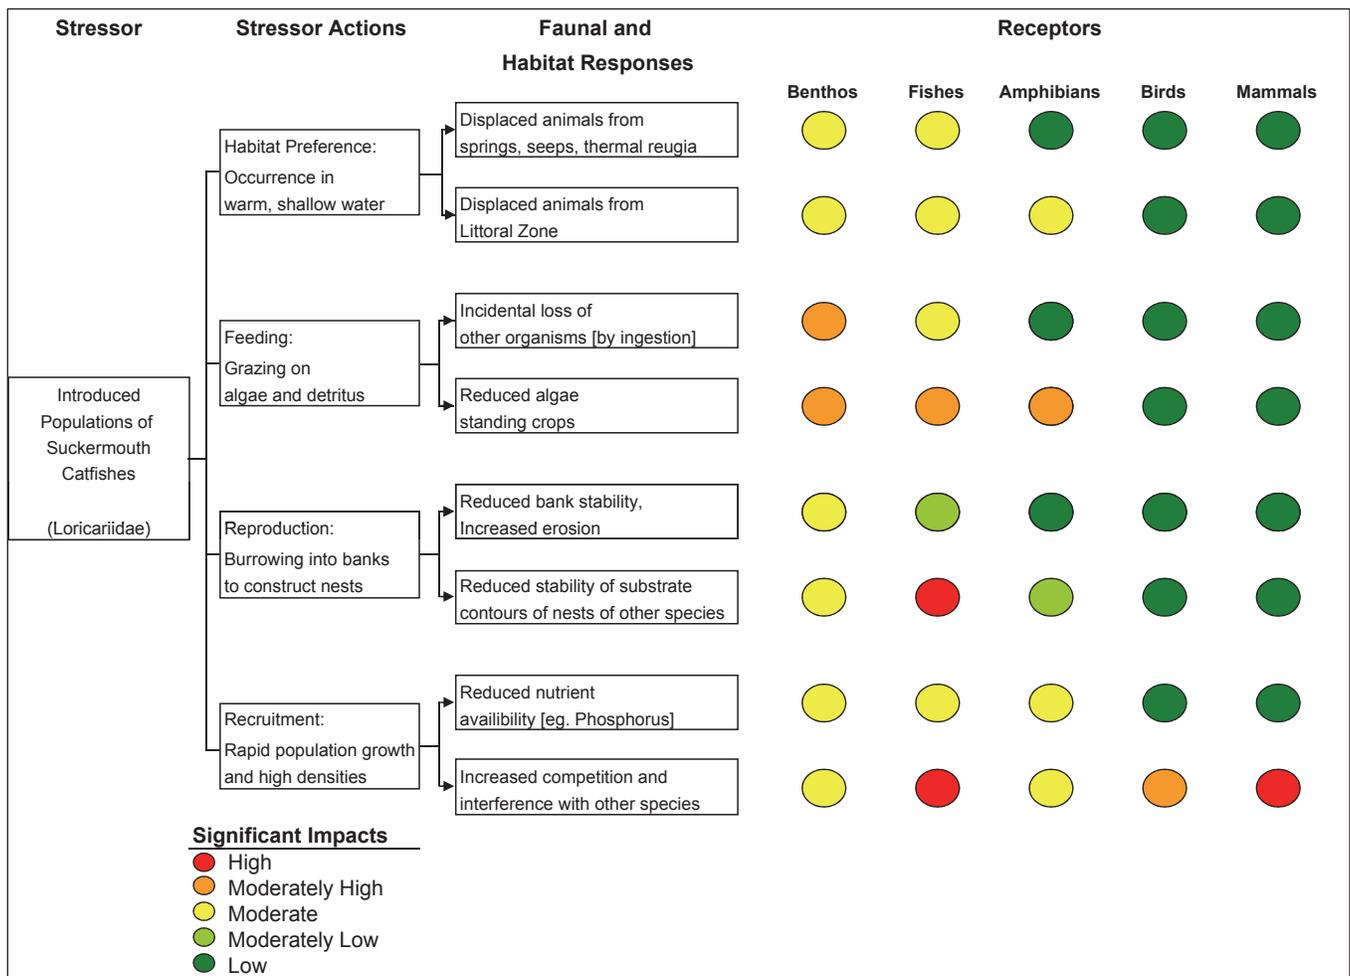 Stressor
Stressor Actions
Faunal and
Habitat Responses
Receptors
Benthos
Fishes
Amphibians
Birds
Mammals
Introduced
Populations of
Suckermouth
Catfishes
(Loricariidae)
Habitat Preference:
Occurrence in
warm, shallow water
Displaced animals from
springs, seeps, thermal reugia
Displaced animals from
Littoral Zone
Feeding:
Grazing on
algae and detritus
Incidental loss of
other organisms [by ingestion]
Reduced algae
standing crops
Reproduction:
Burrowing into banks
to construct nests
Reduced bank stability,
Increased erosion
Reduced stability of substrate
contours of nests of other species
Recruitment:
Rapid population growth
and high densities
Reduced nutrient
availibility [eg. Phosphorus]
Increased competition and
interference with other species
Significant Impacts
High
Moderately High
Moderate
Moderately Low
Low